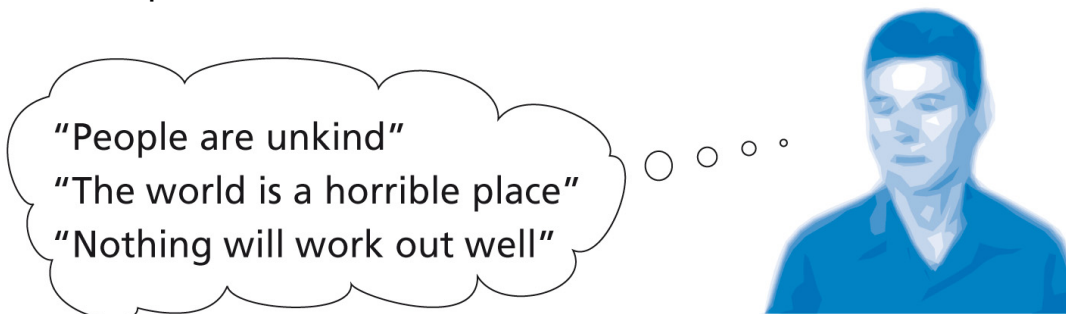 “People are unkind”
“The world is a horrible place”
“Nothing will work out well”